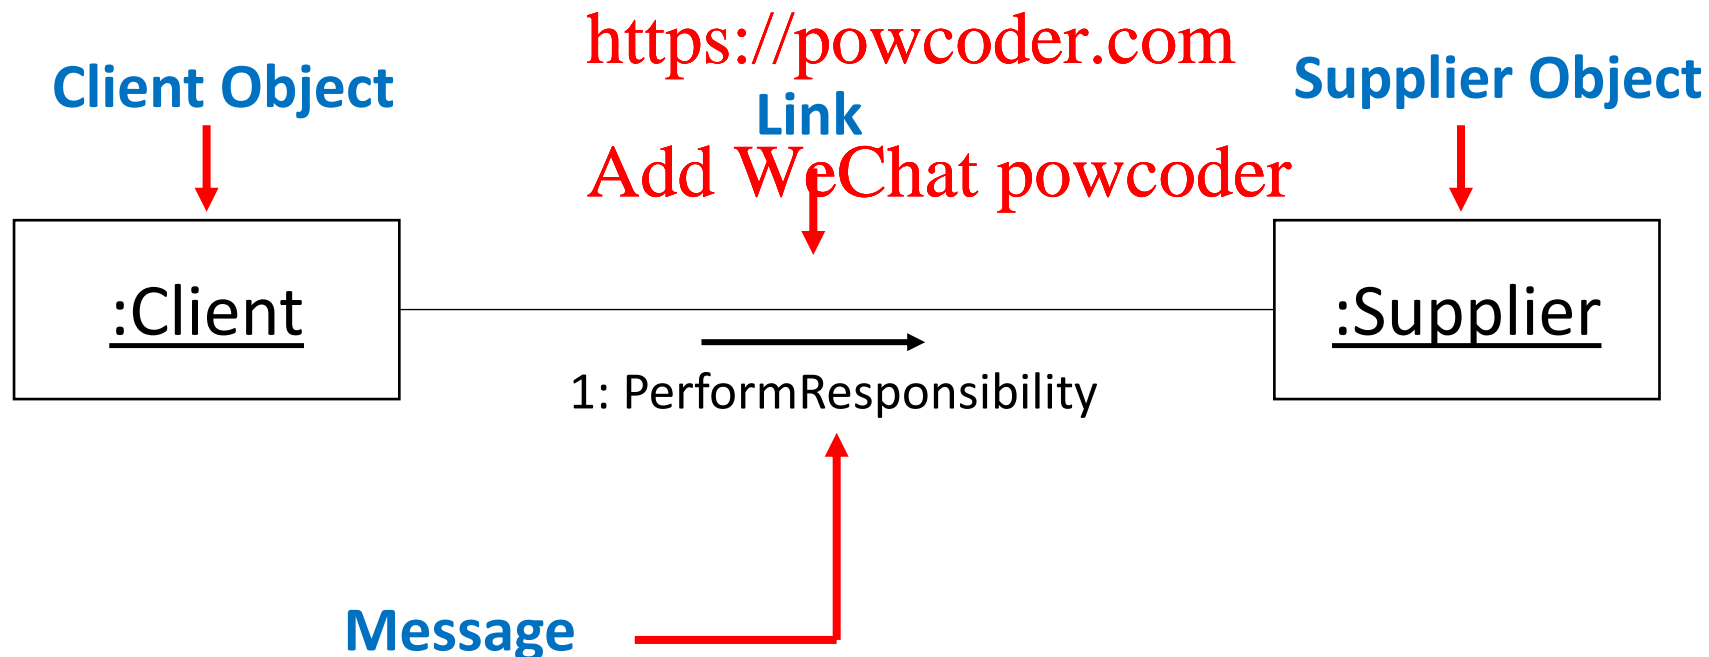 https://powcoder.com
Client Object
Supplier Object
Link
Add WeChat powcoder
:Client
:Supplier
1: PerformResponsibility
Message